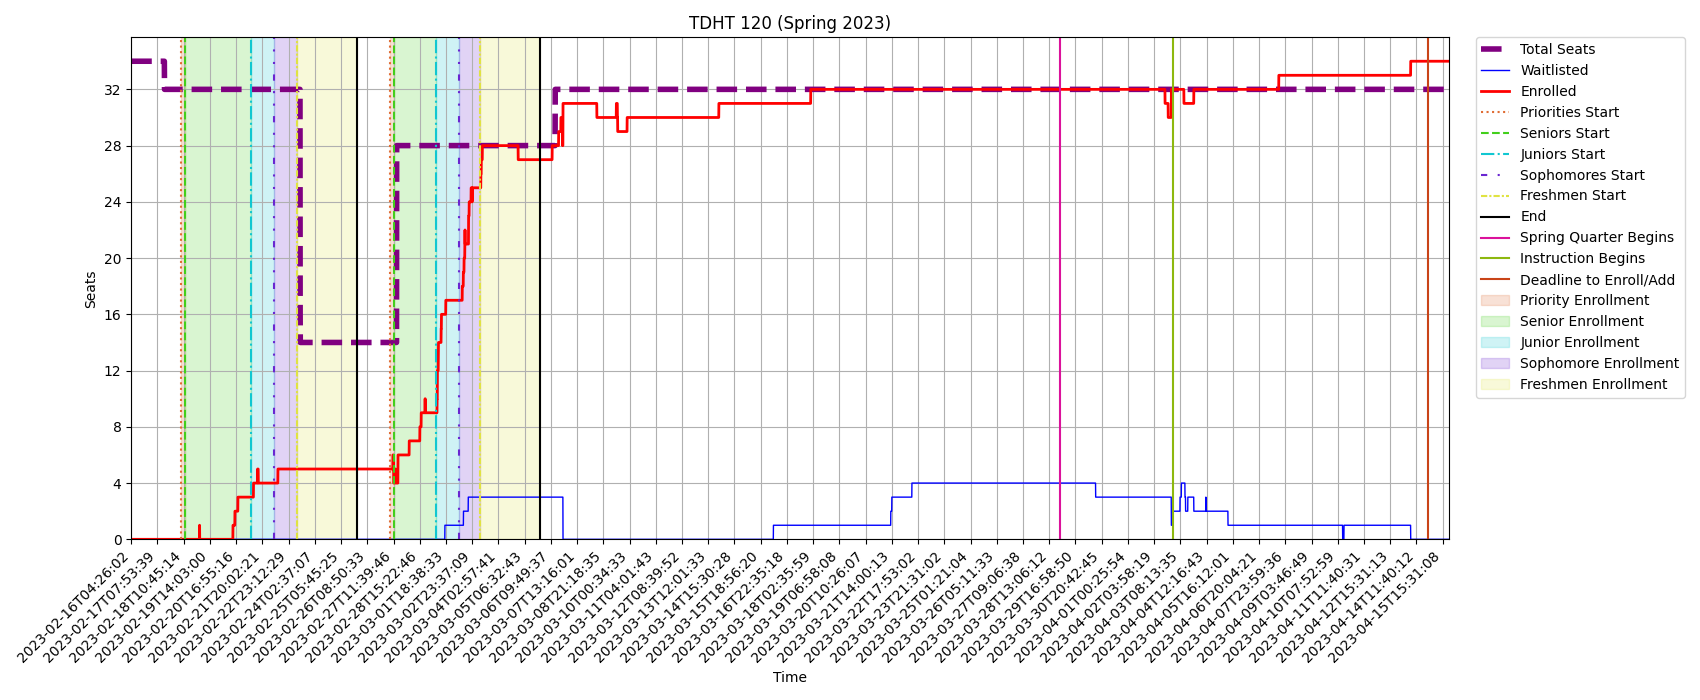 TDHT 120 (Spring 2023)
Seats
32
28
24
20
16
12
8
4
0
2023-02-16T04:26:02
2023-02-17T07:53:39
2023-02-18T10:45:14
2023-02-19T14:03:00
2023-02-20T16:55:16
2023-02-21T20:02:21
2023-02-22T23:12:29
2023-02-24T02:37:07
2023-02-25T05:45:25
2023-02-26T08:50:33
2023-02-27T11:39:46
2023-02-28T15:22:46
2023-03-01T18:38:33
2023-03-02T23:37:09
2023-03-04T02:57:41
2023-03-05T06:32:43
2023-03-06T09:49:37
2023-03-07T13:16:01
2023-03-08T21:18:35
2023-03-10T00:34:33
2023-03-11T04:01:43
2023-03-12T08:39:52
2023-03-13T12:01:33
2023-03-14T15:30:28
2023-03-15T18:56:20
2023-03-16T22:35:18
2023-03-18T02:35:59
2023-03-19T06:58:08
2023-03-20T10:26:07
2023-03-21T14:00:13
2023-03-22T17:53:02
2023-03-23T21:31:02
2023-03-25T01:21:04
2023-03-26T05:11:33
2023-03-27T09:06:38
2023-03-28T13:06:12
2023-03-29T16:58:50
2023-03-30T20:42:45
2023-04-01T00:25:54
2023-04-02T03:58:19
2023-04-03T08:13:35
2023-04-04T12:16:43
2023-04-05T16:12:01
2023-04-06T20:04:21
2023-04-07T23:59:36
2023-04-09T03:46:49
2023-04-10T07:52:59
2023-04-11T11:40:31
2023-04-12T15:31:13
2023-04-14T11:40:12
2023-04-15T15:31:08
Time
Total Seats
Waitlisted
Enrolled
Priorities Start
Seniors Start
Juniors Start
Sophomores Start
Freshmen Start
End
Spring Quarter Begins
Instruction Begins
Deadline to Enroll/Add
Priority Enrollment
Senior Enrollment
Junior Enrollment
Sophomore Enrollment
Freshmen Enrollment